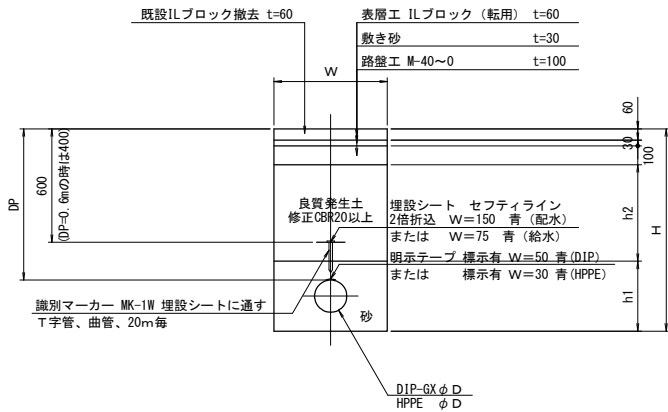 既設ILブロック撤去 t=60
表層工 ILブロック（転用） t=60
敷き砂 t=30
路盤工 M-40～0 t=100
W
60
30
100
DP
600
(DP=0.6mの時は400)
良質発生土
修正CBR20以上
埋設シート セフティライン
2倍折込 W=150 青（配水）
または W=75 青（給水）
明示テープ 標示有 W=50 青(DIP)
または 標示有 W=30 青(HPPE)
h2
H
h1
識別マーカー MK-1W 埋設シートに通す
T字管、曲管、20m毎
砂
DIP-GXφD
HPPE φD